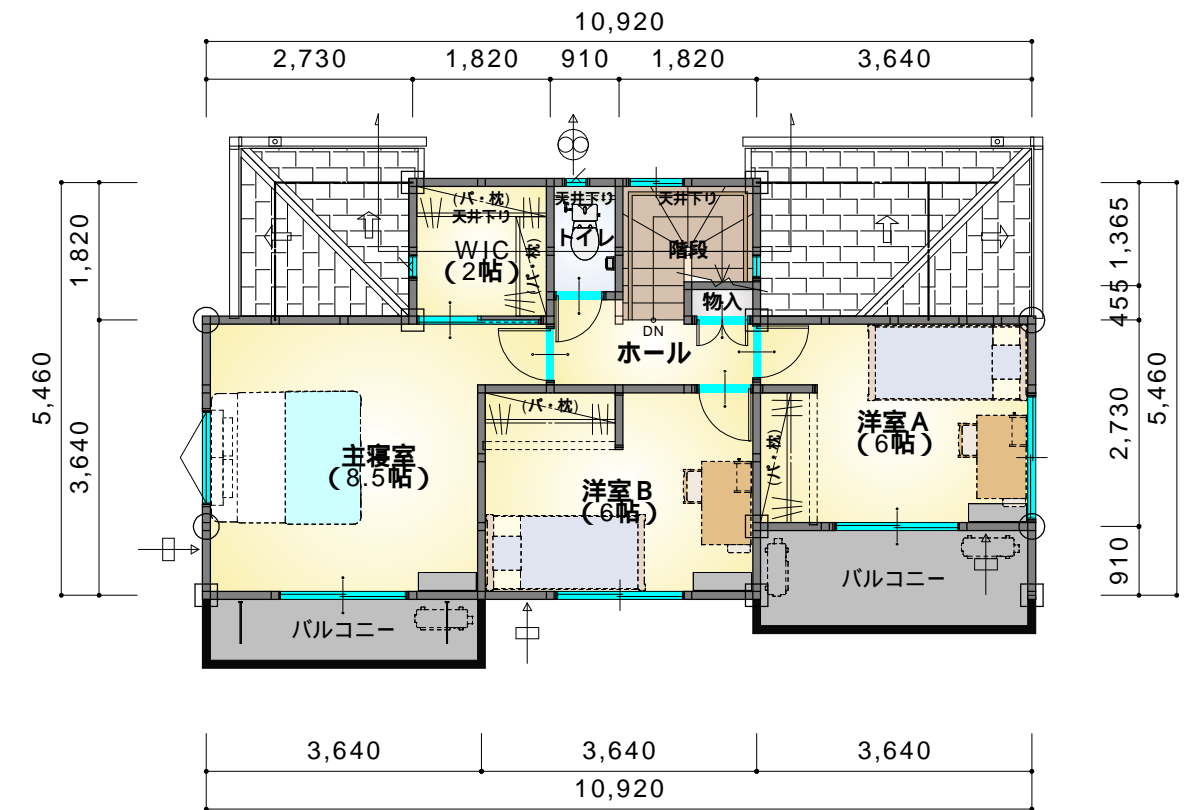 10,920
2,730 1,820 910 1,820 3,640
5,460
1,820
3,640
1,365
455
2,730
910
5,460
(パ・枕)
天井下り
WIC
(2帖)
(パ・枕)
天井下り
トイレ
天井下り
階段
物入
DN
ホール
(パ・枕)
主寝室
(8.5帖)
洋室B
(6帖)
(パ・枕)
洋室A
(6帖)
バルコニー
バルコニー
3,640 3,640 3,640
10,920